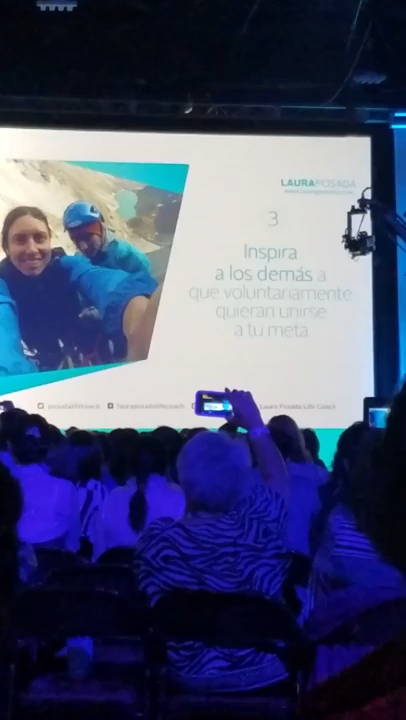 LAURAPOSADA
3
Inspira
a los demás a
que voluntariamente
quieran unirse
a tu meta
Laura Posada Life Coach